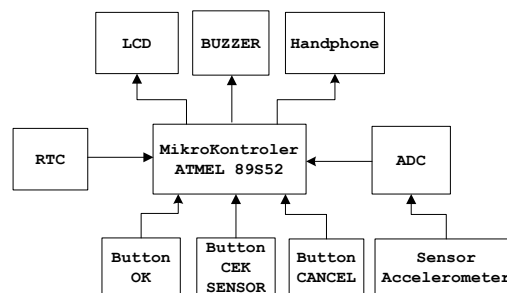 LCD
BUZZER
Handphone
RTC
MikroKontroler
ATMEL 89S52
ADC
Button
OK
Button
CEK
SENSOR
Button
CANCEL
Sensor
Accelerometer